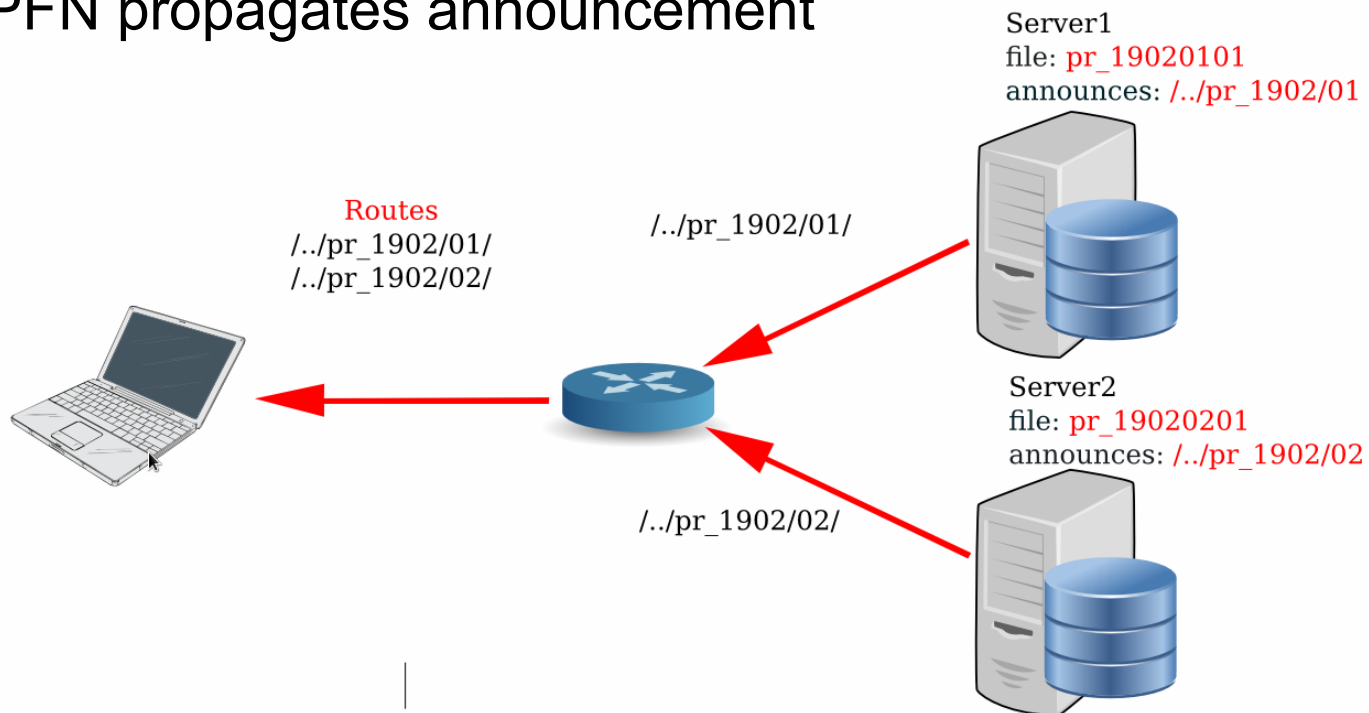 PFN propagates announcement
Server1
file: pr_19020101
announces: /../pr_1902/01
Routes
/../pr_1902/01/
/../pr_1902/02/
/../pr_1902/01/
Server2
file: pr_19020201
announces: /../pr_1902/02
/../pr_1902/02/